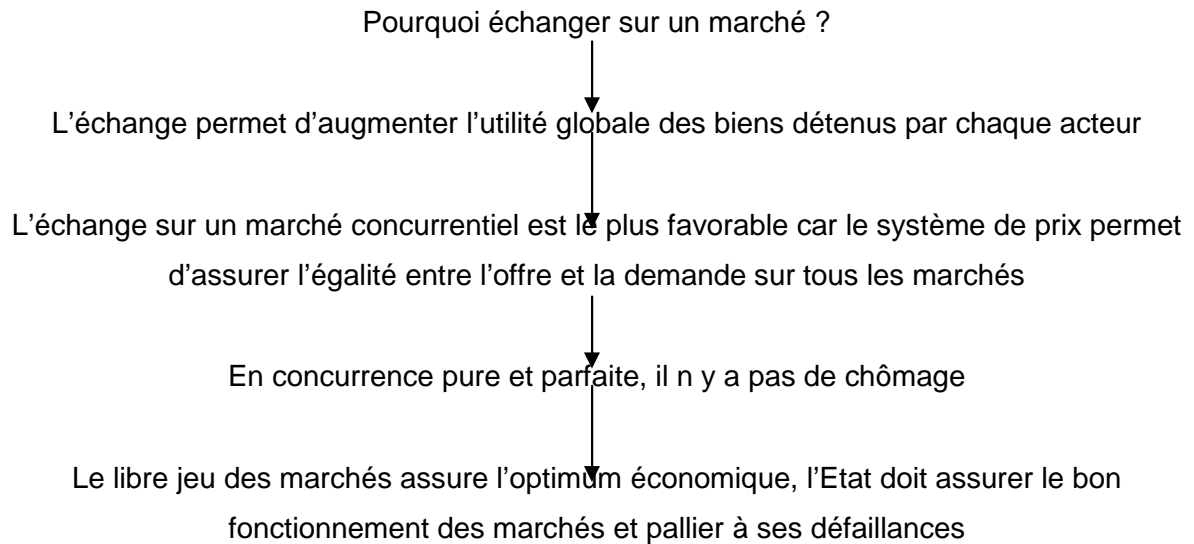 Pourquoi échanger sur un marché ?
L’échange permet d’augmenter l’utilité globale des biens détenus par chaque acteur
L’échange sur un marché concurrentiel est le plus favorable car le système de prix permet
d’assurer l’égalité entre l’offre et la demande sur tous les marchés
En concurrence pure et parfaite, il n y a pas de chômage
Le libre jeu des marchés assure l’optimum économique, l’Etat doit assurer le bon
fonctionnement des marchés et pallier à ses défaillances